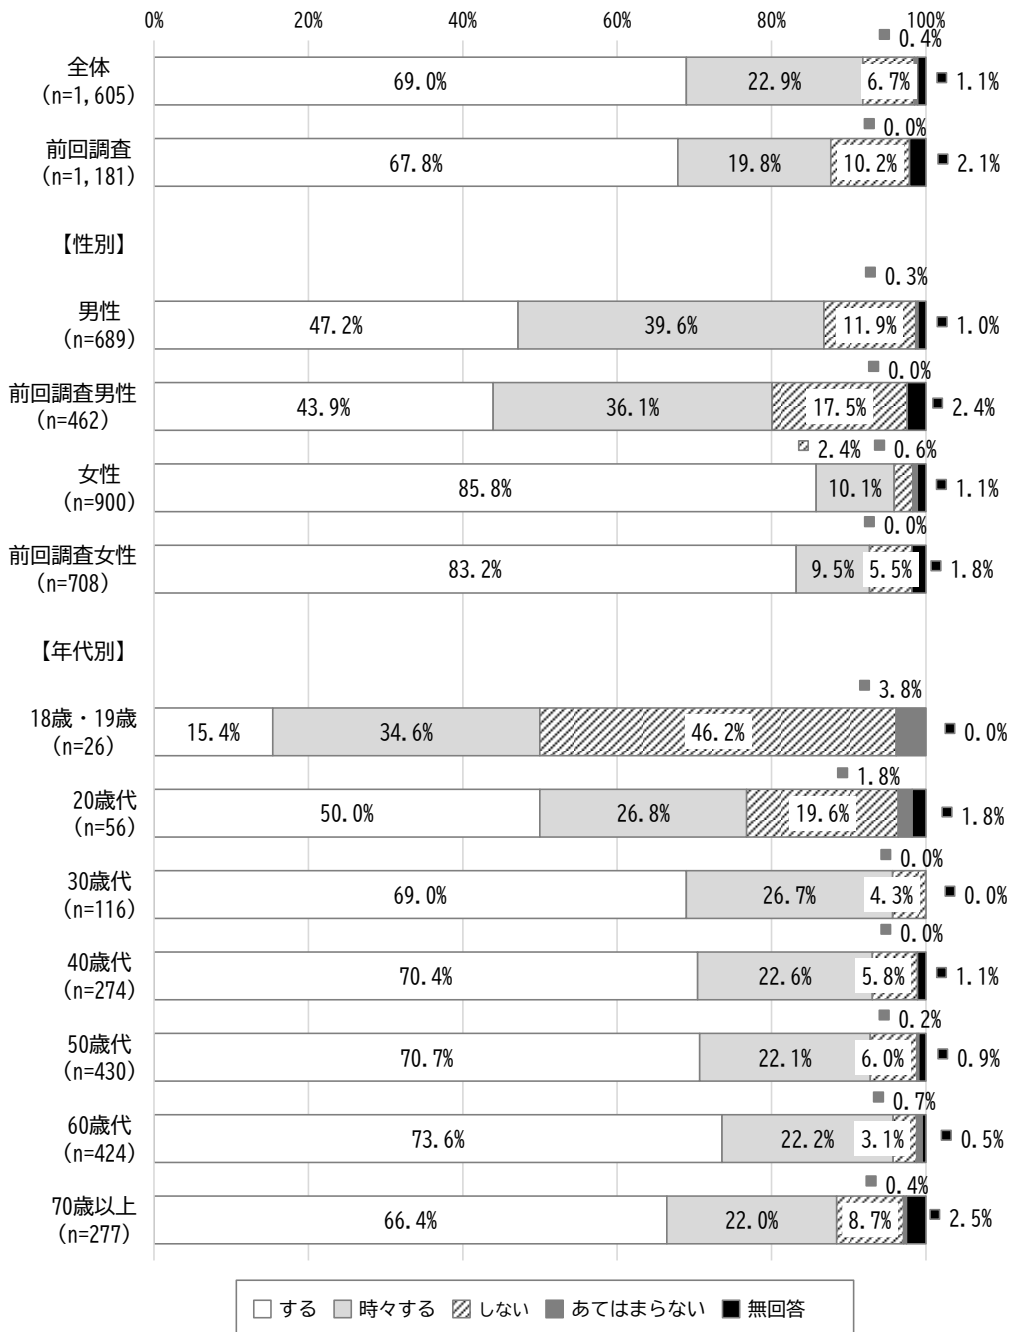 0% 20% 40% 60% 80% 100%
0.4%
全体
(n=1,605)
69.0% 22.9% 6.7% 1.1%
0.0%
前回調査
(n=1,181)
67.8% 19.8% 10.2% 2.1%
【性別】
0.3%
男性
(n=689)
47.2% 39.6% 11.9% 1.0%
0.0%
前回調査男性
(n=462)
43.9% 36.1% 17.5% 2.4%
2.4% 0.6%
女性
(n=900)
85.8% 10.1% 1.1%
0.0%
前回調査女性
(n=708)
83.2% 9.5% 5.5% 1.8%
【年代別】
3.8%
18歳・19歳
(n=26)
15.4% 34.6% 46.2% 0.0%
1.8%
20歳代
(n=56)
50.0% 26.8% 19.6% 1.8%
0.0%
30歳代
(n=116)
69.0% 26.7% 4.3% 0.0%
0.0%
40歳代
(n=274)
70.4% 22.6% 5.8% 1.1%
0.2%
50歳代
(n=430)
70.7% 22.1% 6.0% 0.9%
0.7%
60歳代
(n=424)
73.6% 22.2% 3.1% 0.5%
0.4%
70歳以上
(n=277)
66.4% 22.0% 8.7% 2.5%
する 時々する しない あてはまらない 無回答